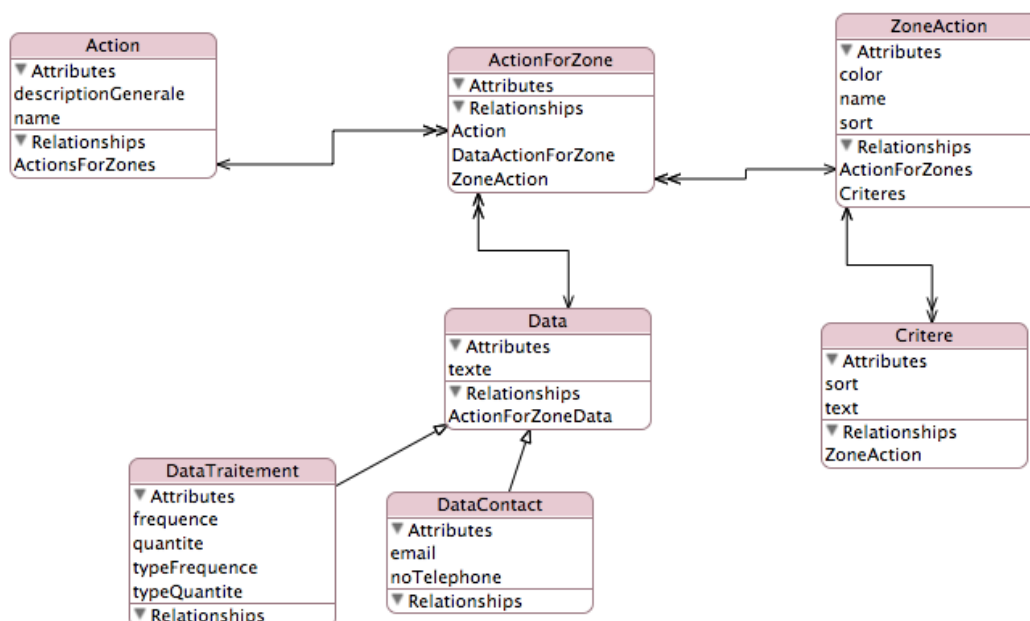 Action
Attributes
descriptionGenerale
name
Relationships
ActionsForZones
ActionForZone
Attributes
Relationships
Action
DataActionForZone
ZoneAction
ZoneAction
Attributes
color
name
sort
Relationships
ActionForZones
Criteres
Data
Attributes
texte
Relationships
ActionForZoneData
Critere
Attributes
sort
text
Relationships
ZoneAction
DataTraitement
Attributes
frequence
quantite
typeFrequence
typeQuantite
Relationships
DataContact
Attributes
email
noTelephone
Relationships